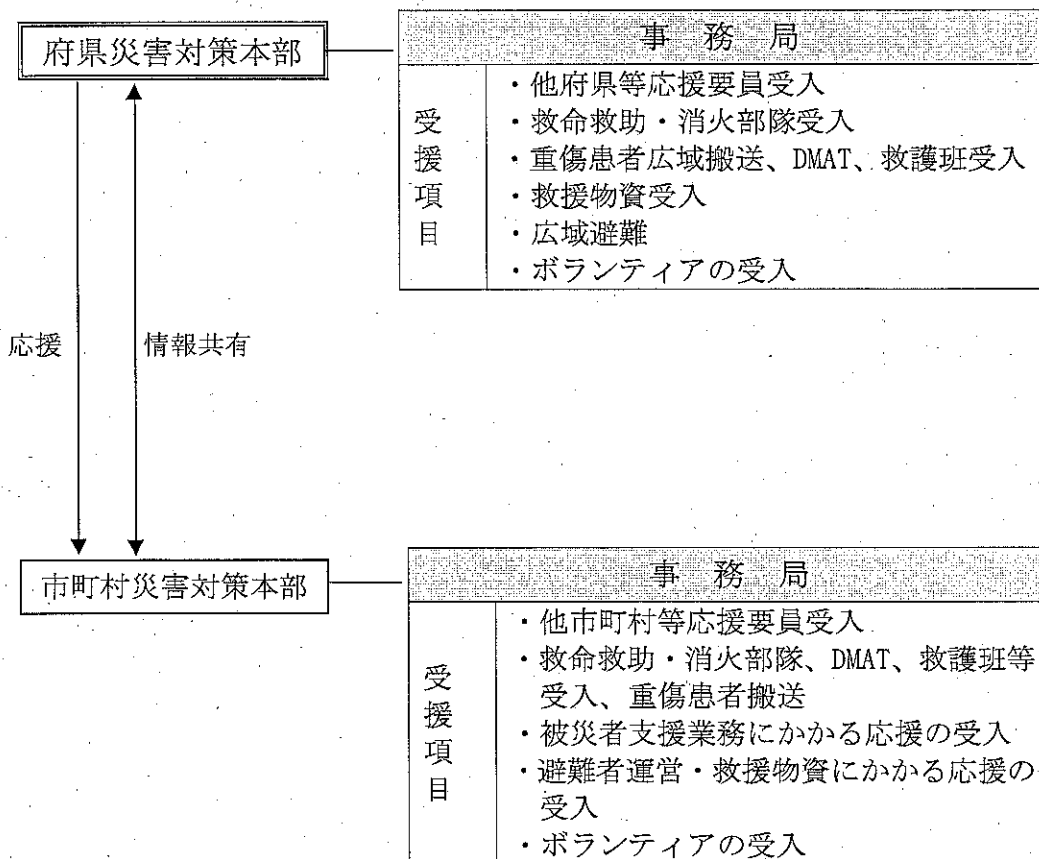 府県災害対策本部
事務局
受援項目
・他府県等応援要員受入
・救命救助・消火部隊受入
・重傷患者広域搬送、DMAT、救護班受入
・救援物資受入
・広域避難
・ボランティアの受入
応援
情報共有
市町村災害対策本部
事務局
受援項目
・他市町村等応援要員受入
・救命救助・消火部隊、DMAT、救護班等
受入、重傷患者搬送
・被災者支援業務にかかる応援の受入
・避難者運営・救援物資にかかる応援の
受入
・ボランティアの受入